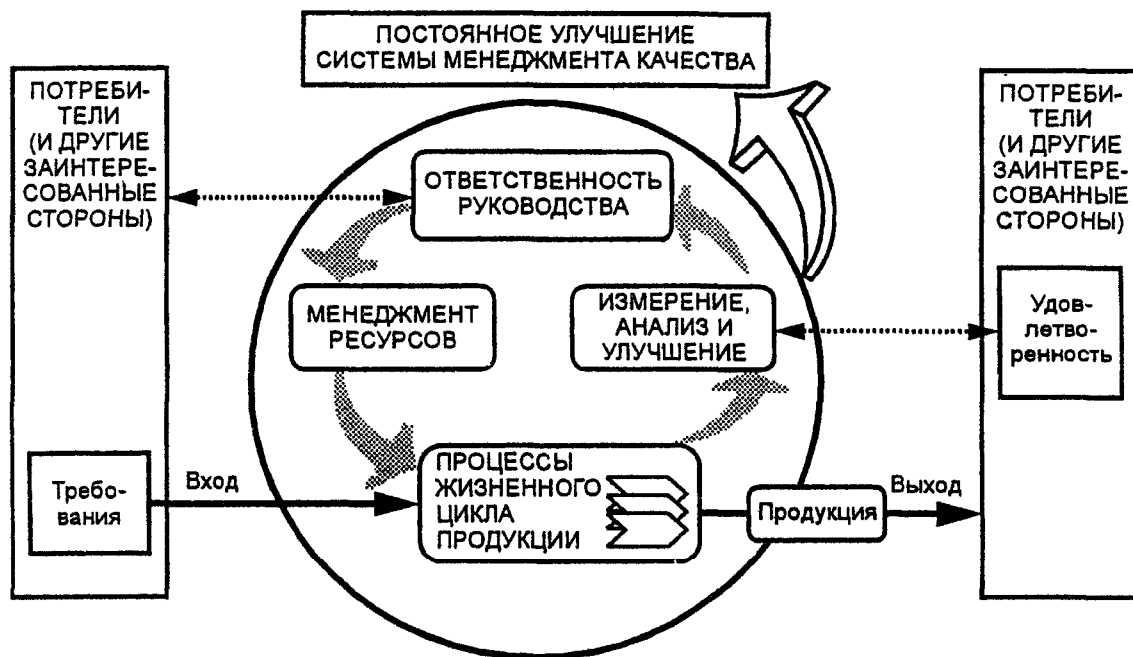 ПОСТОЯННОЕ УЛУЧШЕНИЕ
СИСТЕМЫ МЕНЕДЖМЕНТА КАЧЕСТВА
ПОТРЕБИ-
ТЕЛИ
(И ДРУГИЕ
ЗАИНТЕРЕ-
СОВАННЫЕ
СТОРОНЫ)
ОТВЕТСТВЕННОСТЬ
РУКОВОДСТВА
ПОТРЕБИ-
ТЕЛИ
(И ДРУГИЕ
ЗАИНТЕРЕ-
СОВАННЫЕ
СТОРОНЫ)
МЕНЕДЖМЕНТ
РЕСУРСОВ
ИЗМЕРЕНИЕ,
АНАЛИЗ И
УЛУЧШЕНИЕ
Удов-
летво-
ренность
Требо-
вания
Вход
ПРОЦЕССЫ
ЖИЗНЕННОГО
ЦИКЛА
ПРОДУКЦИИ
Продукция
Выход